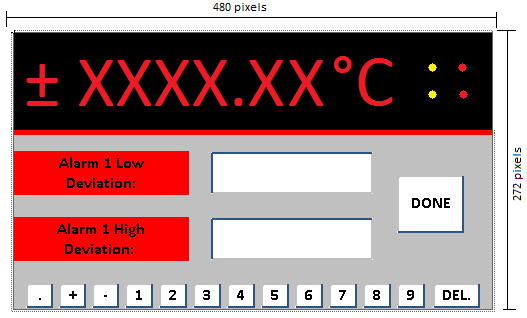 480 pixels
± XXXX.XX°C
272 pixels
Alarm 1 Low
Deviation:
DONE
Alarm 1 High
Deviation:
. + - 1 2 3 4 5 6 7 8 9 DEL.